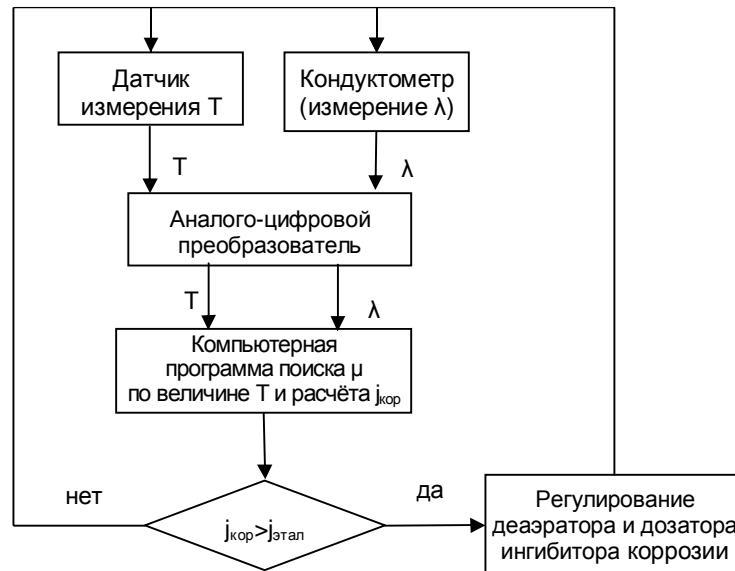 Датчик
измерения Т
Кондуктометр
(измерение λ)
Т
λ
Аналого-цифровой
преобразователь
Т
λ
Компьютерная
программа поиска μ
по величине Т и расчёта jкор
нет
да
jкор>jэтал
Регулирование
деаэратора и дозатора
ингибитора коррозии